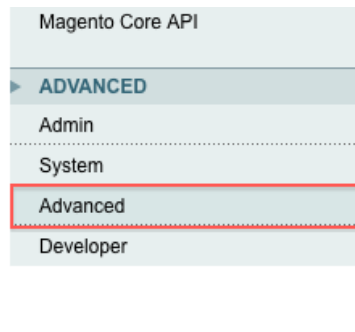 Magento Core API
ADVANCED
Admin
System
Advanced
Developer